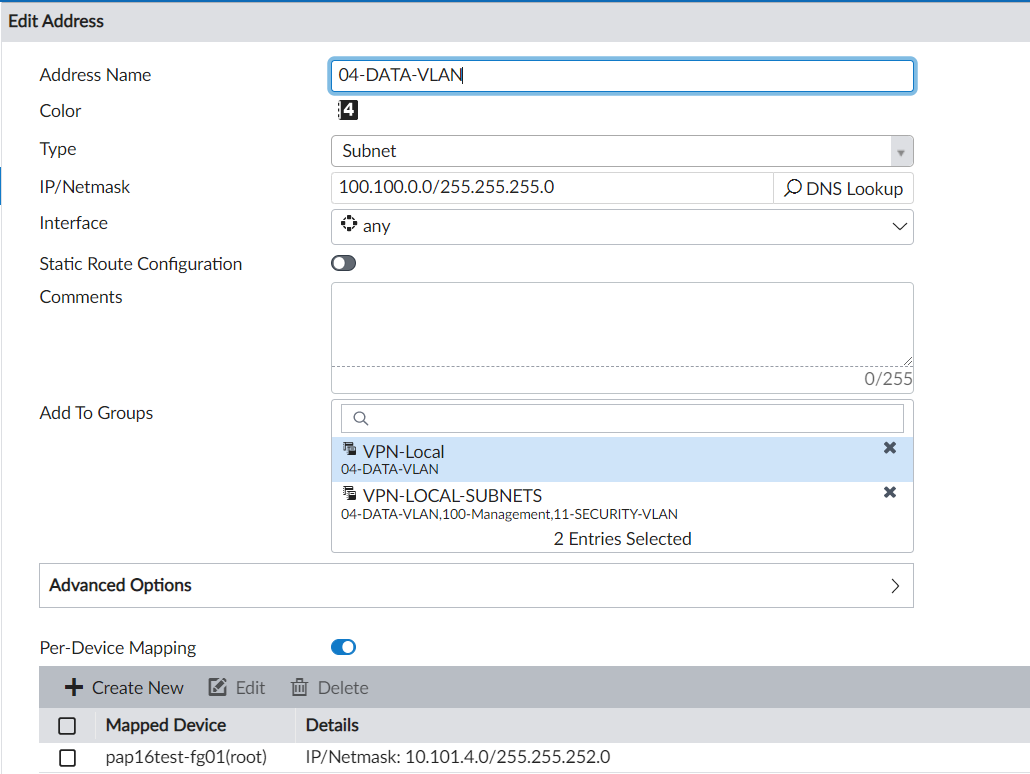 Edit Address
Address Name 04-DATA-VLAN
Color 4
Type Subnet
IP/Netmask 100.100.0.0/255.255.255.0 DNS Lookup
Interface any
Static Route Configuration
Comments
0/255
Add To Groups
VPN-Local
04-DATA-VLAN
VPN-LOCAL-SUBNETS
04-DATA-VLAN,100-Management,11-SECURITY-VLAN
2 Entries Selected
Advanced Options
Per-Device Mapping
Create New Edit Delete
Mapped Device Details
pap16test-fg01(root) IP/Netmask: 10.101.4.0/255.255.252.0